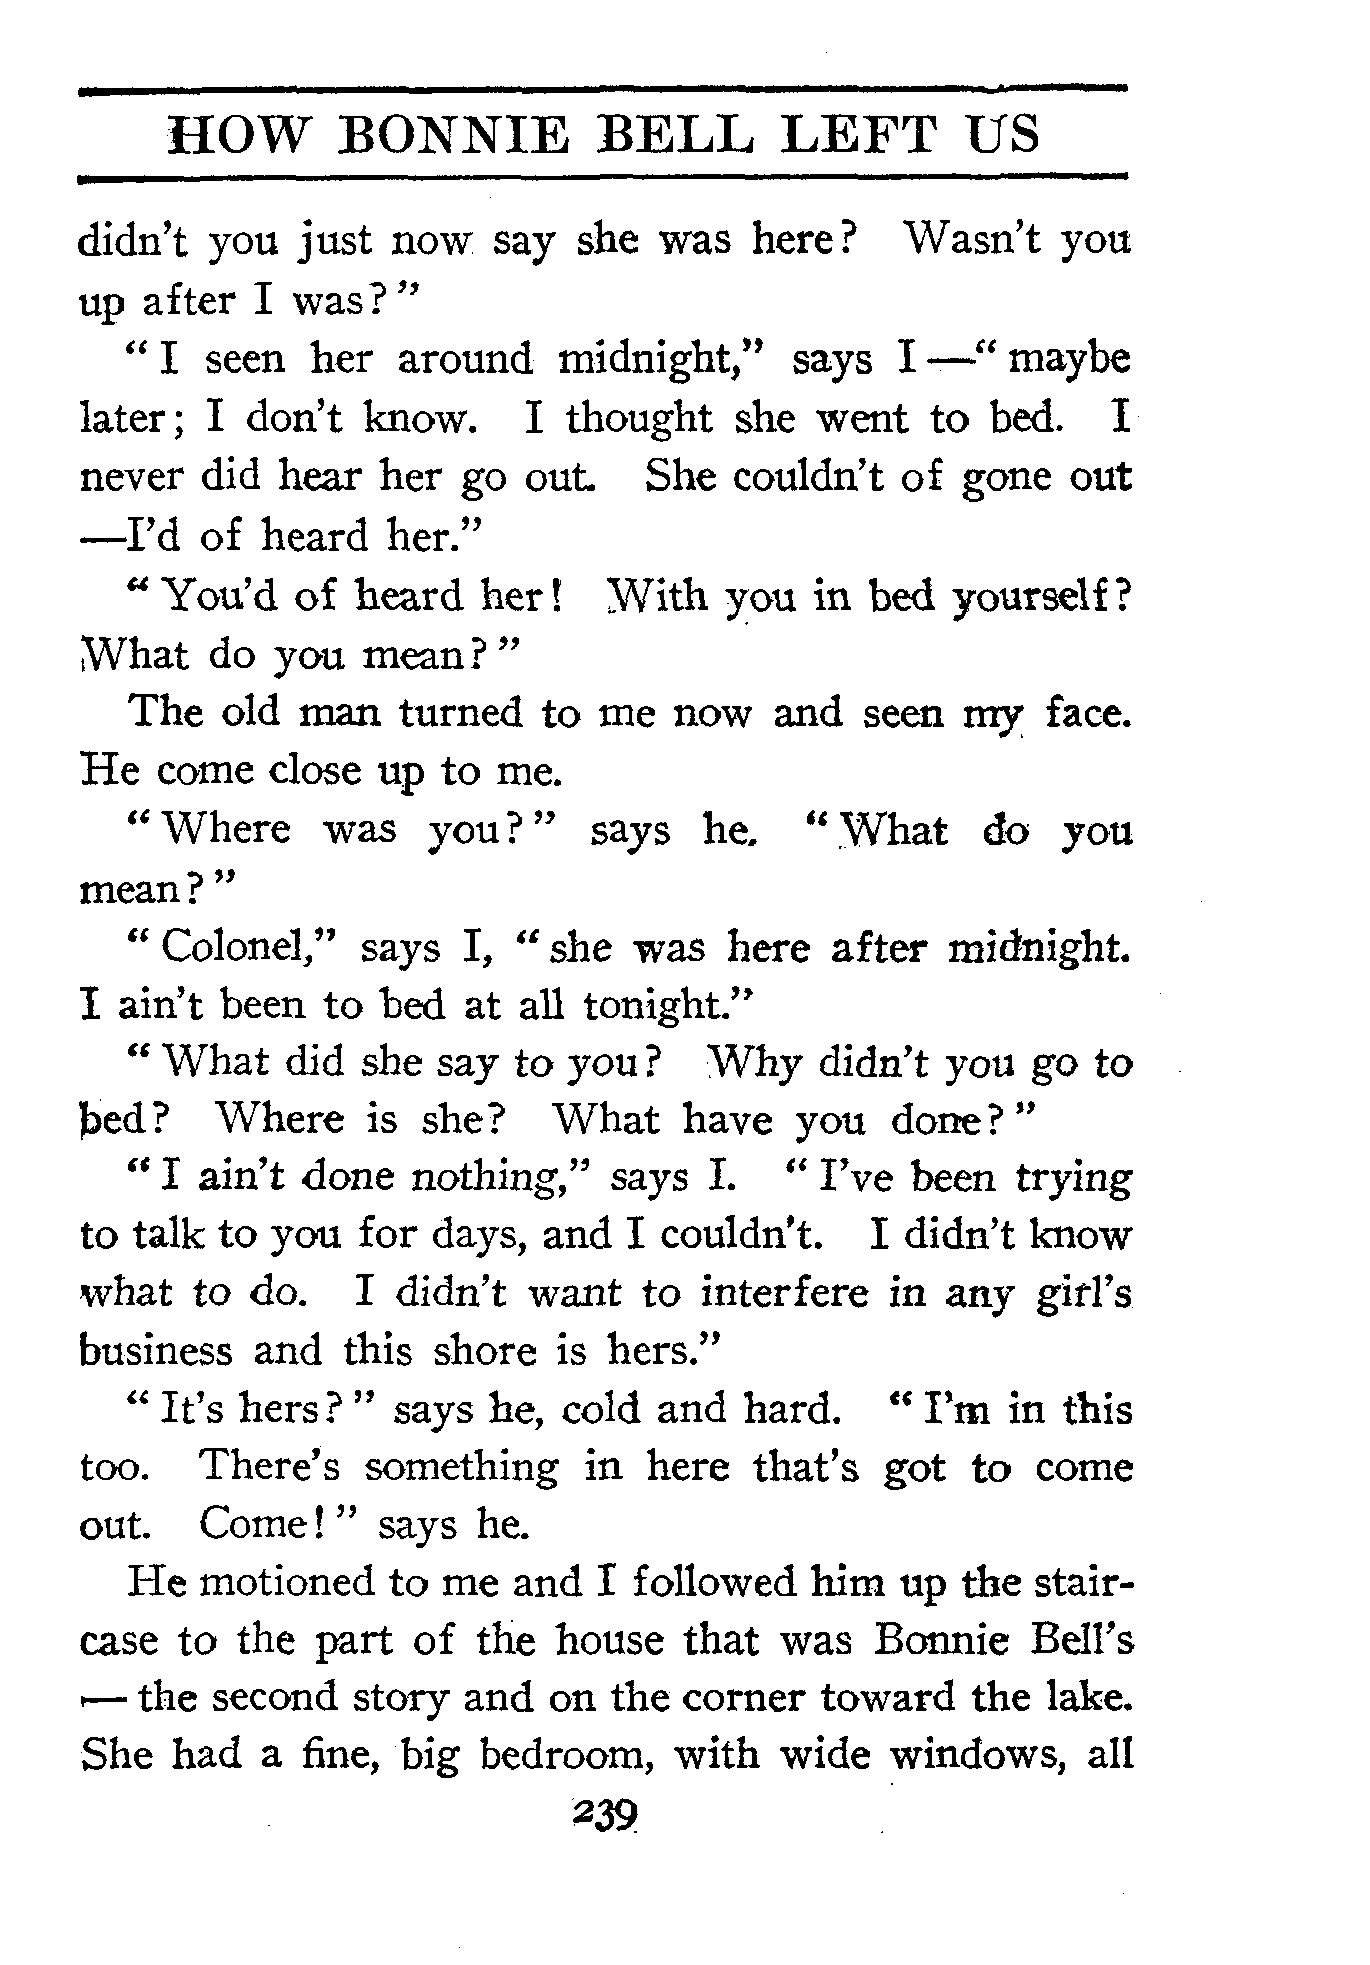 HOW BONNIE BELL LEFT US
didn't you just now say she was here? Wasn't you
up after I was?"
"I seen her around midnight," says I—"maybe
later; I don't know. I thought she went to bed. I
never did hear her go out. She couldn't of gone out
—I'd of heard her."
"You'd of heard her! With you in bed yourself?
What do you mean?"
The old man turned to me now and seen my face.
He come close up to me.
"Where was you?" says he. "What do you
mean?"
"Colonel," says I, "she was here after midnight.
I ain't been to bed at all tonight."
"What did she say to you? Why didn't you go to
bed? Where is she? What have you done?"
"I ain't done nothing," says I. "I've been trying
to talk to you for days, and I couldn't. I didn't know
what to do. I didn't want to interfere in any girl's
business and this shore is hers."
"It's hers?" says he, cold and hard. "I'm in this
too. There's something in here that's got to come
out. Come!" says he.
He motioned to me and I followed him up the stair-
case to the part of the house that was Bonnie Bell's
— the second story and on the corner toward the lake.
She had a fine, big bedroom, with wide windows, all
239